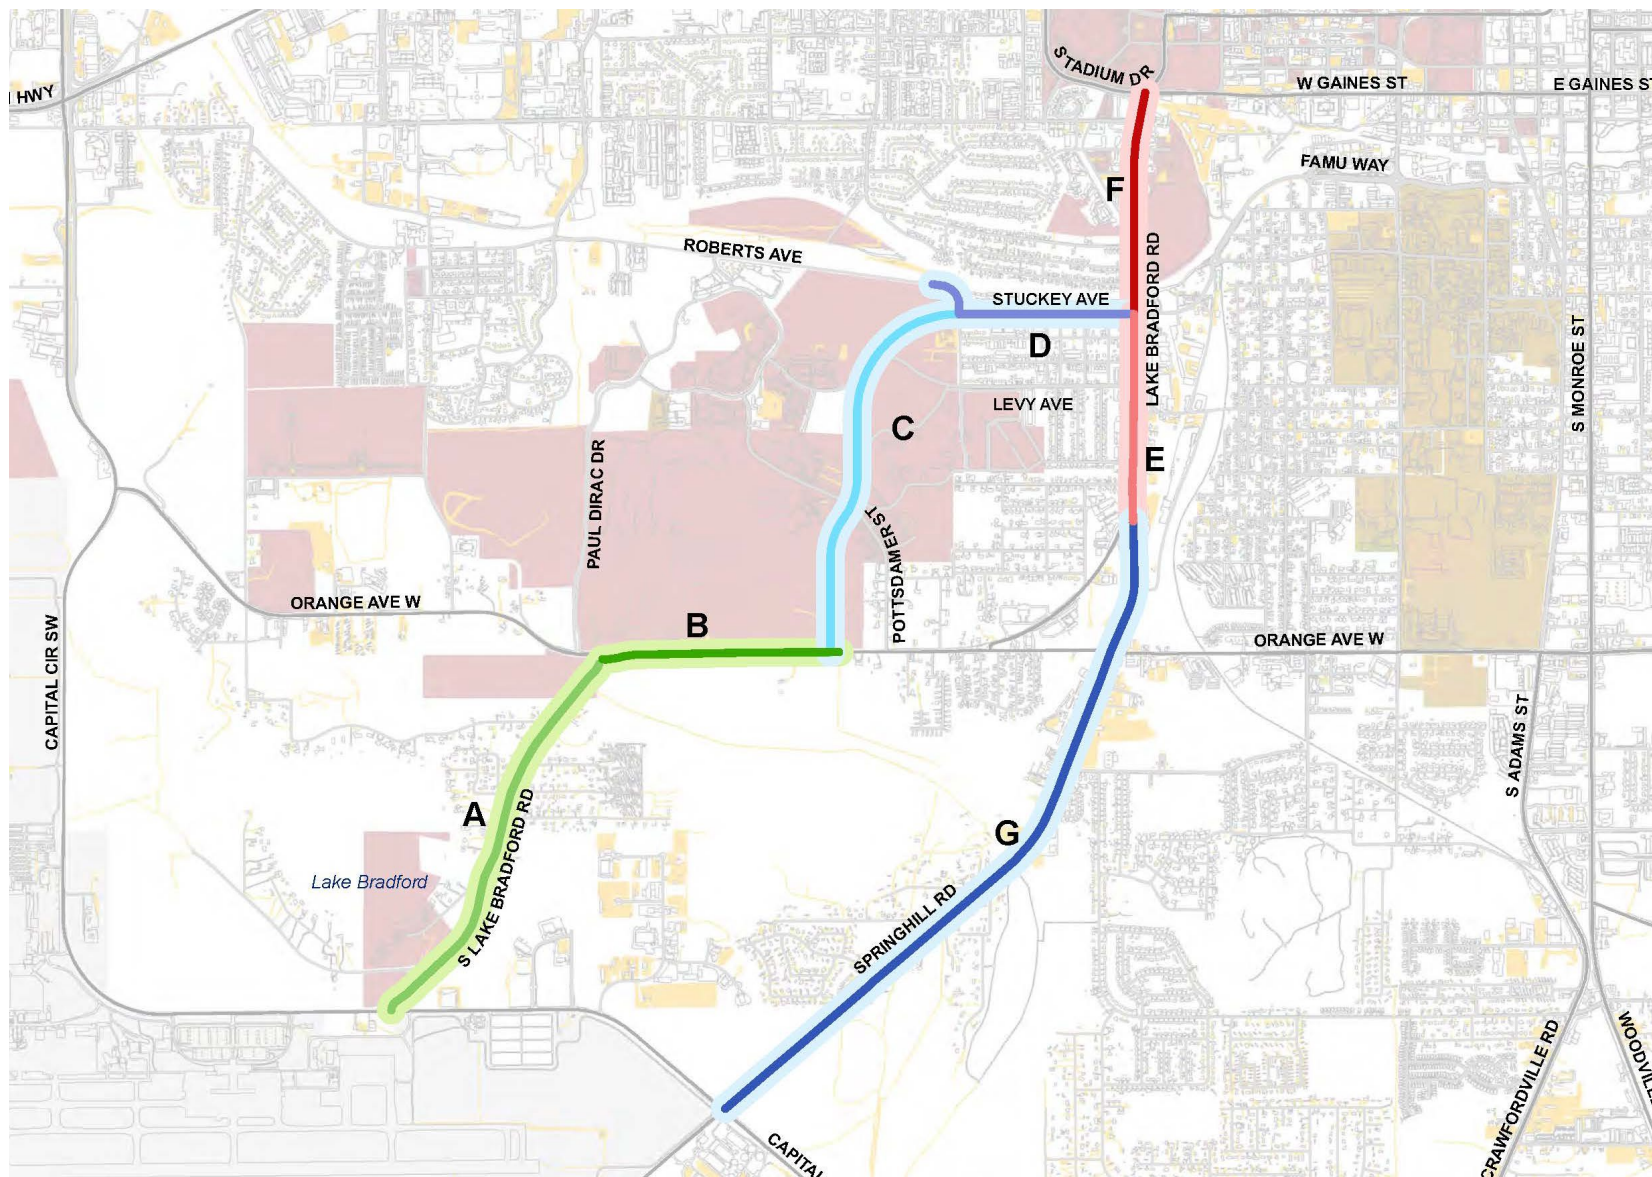 STADIUM DR
W GAINES ST
E GAINES S
HWY
FAMU WAY
F
ROBERTS AVE
LAKE BRADFORD RD
STUCKEY AVE
D
S MONROE ST
LEVY AVE
C
E
PAUL DIRAC DR
POTTSDAMER ST
ORANGE AVE W
B
ORANGE AVE W
CAPITAL CIR SW
S ADAMS ST
A
S LAKE BRADFORD RD
G
Lake Bradford
SPRINGHILL RD
CRAWFORDVILLE RD
WOODVILLE
CAPITAL